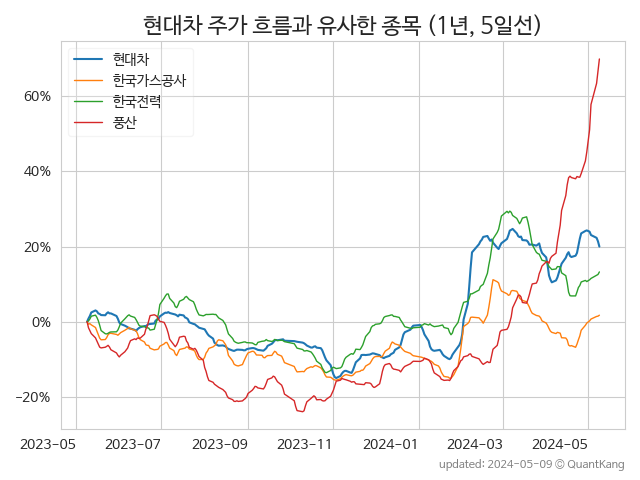 현대차 주가 흐름과 유사한 종목 (1년, 5일선)
현대차
한국가스공사
한국전력
풍산
60%
40%
20%
0%
−20%
2023-05 2023-07 2023-09 2023-11 2024-01 2024-03 2024-05
updated: 2024-05-09 © QuantKang